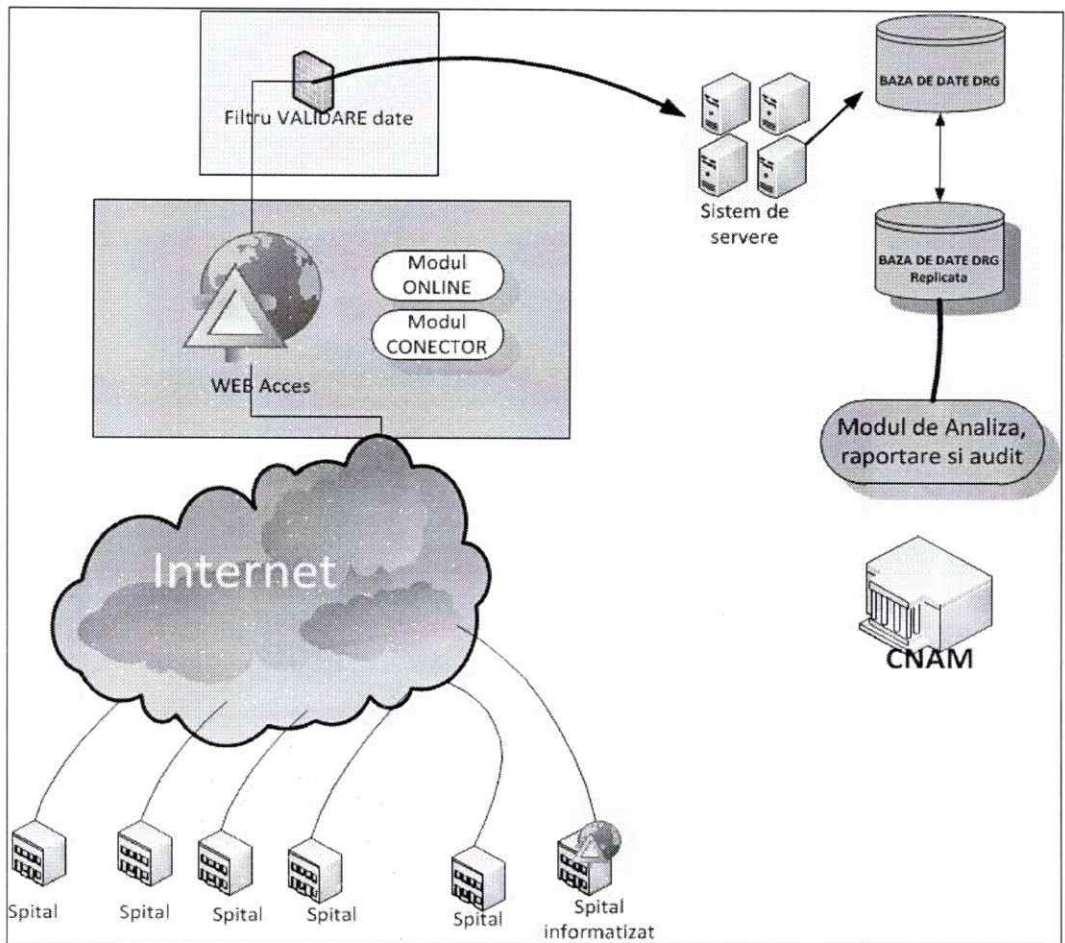 Filtru VALIDARE date
BAZA DE DATE DRG
Sistem de
servere
BAZA DE DATE DRG
Replicata
Modul
ONLINE
Modul
CONECTOR
WEB Acces
Modul de Analiza,
raportare si audit
Internet
CNAM
Spital
Spital
Spital
Spital
Spital
Spital
informatizat